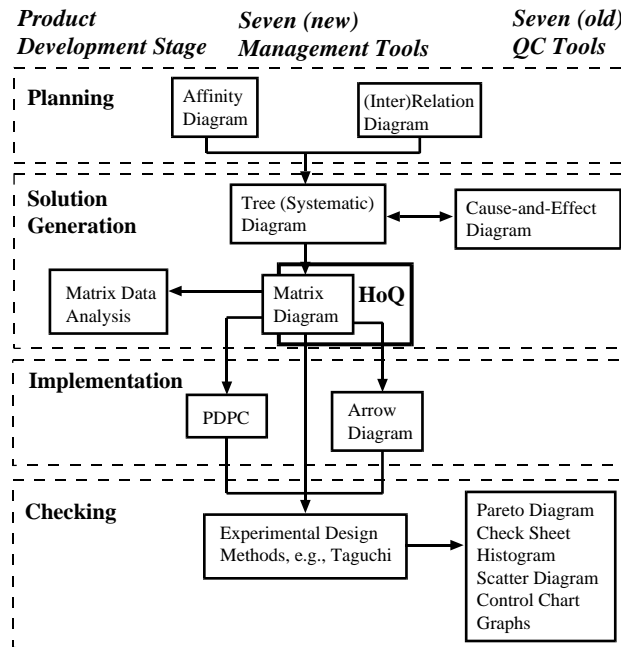 Product
Development Stage
Seven (new)
Management Tools
Seven (old)
QC Tools
Planning
Affinity
Diagram
(Inter)Relation
Diagram
Solution
Generation
Tree (Systematic)
Diagram
Cause-and-Effect
Diagram
Matrix Data
Analysis
Matrix
Diagram
HoQ
Implementation
PDPC
Arrow
Diagram
Checking
Experimental Design
Methods, e.g., Taguchi
Pareto Diagram
Check Sheet
Histogram
Scatter Diagram
Control Chart
Graphs